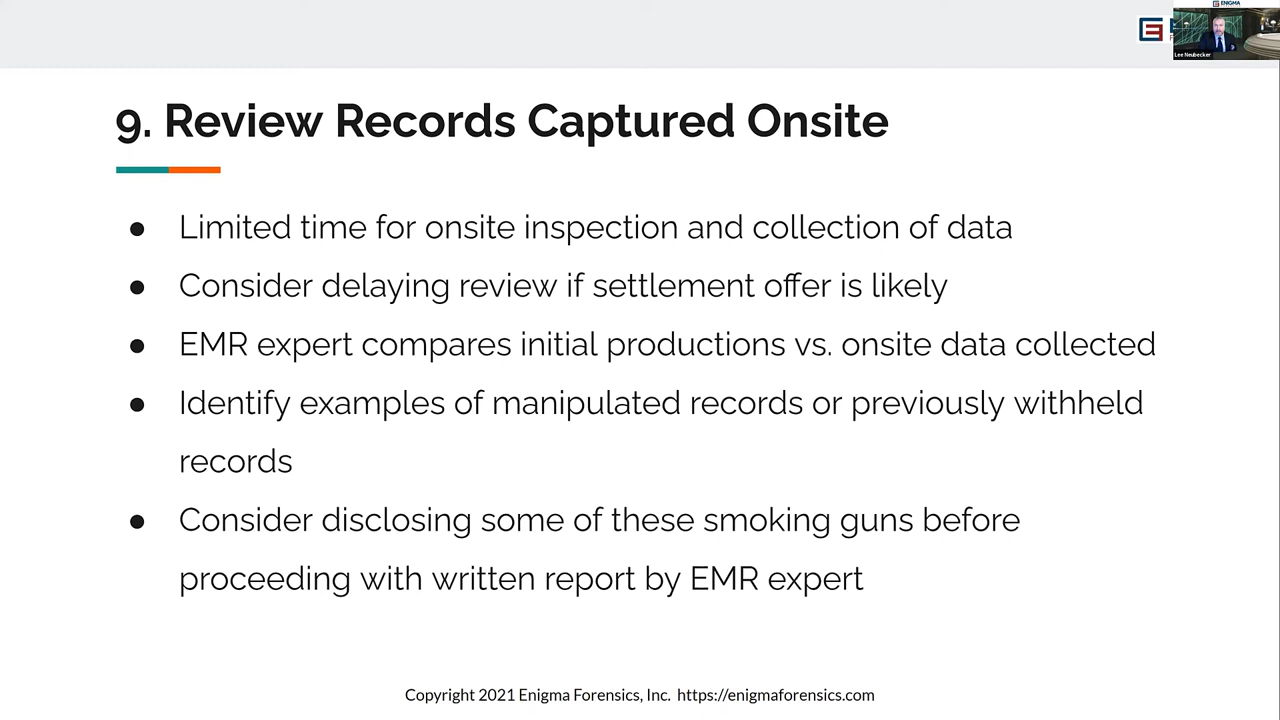 ENIGMA
Lee Neubecker
9. Review Records Captured Onsite
● Limited time for onsite inspection and collection of data
● Consider delaying review if settlement offer is likely
● EMR expert compares initial productions vs. onsite data collected
● Identify examples of manipulated records or previously withheld
records
● Consider disclosing some of these smoking guns before
proceeding with written report by EMR expert
Copyright 2021 Enigma Forensics, Inc. https://enigmaforensics.com